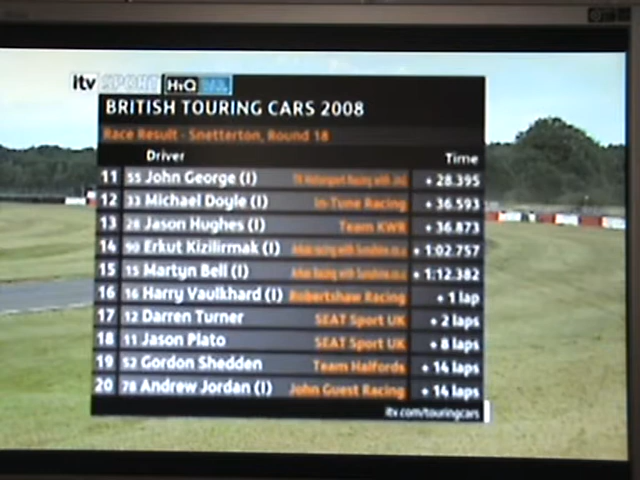 itv SPORT HTQ
BRITISH TOURING CARS 2008
Race Result - Snetterton, Round 18
Driver Time
11 55 John George (I) + 28.395
12 33 Michael Doyle (I) In-Tune Racing + 36.593
13 28 Jason Hughes (I) Team KWR + 36.873
14 90 Erkut Kizilirmak (I) + 1:02.757
15 15 Martyn Bell (I) + 1:12.382
16 16 Harry Vaulkhard (I) Robertshaw Racing + 1 lap
17 12 Darren Turner SEAT Sport UK + 2 laps
18 11 Jason Plato SEAT Sport UK + 8 laps
19 52 Gordon Shedden Team Halfords + 14 laps
20 78 Andrew Jordan (I) John Guest Racing + 14 laps
itv.com/touringcars